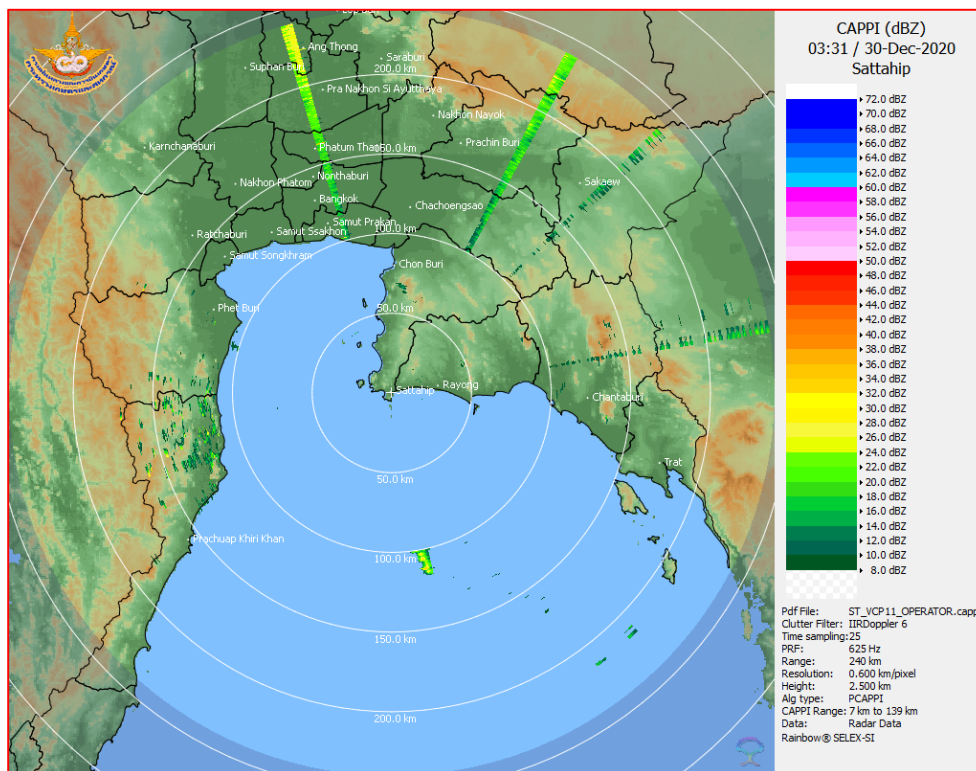 CAPPI (dBZ)
03:31 / 30-Dec-2020
Sattahip
72.0 dBZ
70.0 dBZ
68.0 dBZ
66.0 dBZ
64.0 dBZ
62.0 dBZ
60.0 dBZ
58.0 dBZ
56.0 dBZ
54.0 dBZ
52.0 dBZ
50.0 dBZ
48.0 dBZ
46.0 dBZ
44.0 dBZ
42.0 dBZ
40.0 dBZ
38.0 dBZ
36.0 dBZ
34.0 dBZ
32.0 dBZ
30.0 dBZ
28.0 dBZ
26.0 dBZ
24.0 dBZ
22.0 dBZ
20.0 dBZ
18.0 dBZ
16.0 dBZ
14.0 dBZ
12.0 dBZ
10.0 dBZ
8.0 dBZ
Pdf File: ST_VCP11_OPERATOR.capp
Clutter Filter: IIRDoppler 6
Time sampling: 25
PRF: 625 Hz
Range: 240 km
Resolution: 0.600 km/pixel
Height: 2.500 km
Alg type: PCAPPI
CAPPI Range: 7 km to 139 km
Data: Radar Data
Rainbow® SELEX-SI
Ang Thong
Saraburi
Suphan Buri
200.0 km
Pra Nakhon Si Ayutthaya
Nakhon Nayok
Karnchanaburi
Phatum Thani
150.0 km
Prachin Buri
Nakhon Phatom
Nonthaburi
Sakaew
Bangkok
Chachoengsao
Samut Prakan
Ratchaburi
Samut Ssakhon
100.0 km
Samut Songkhram
Chon Buri
Phet Buri
50.0 km
Sattahip
Rayong
Chantaburi
Trat
50.0 km
Prachuap Khiri Khan
100.0 km
150.0 km
200.0 km